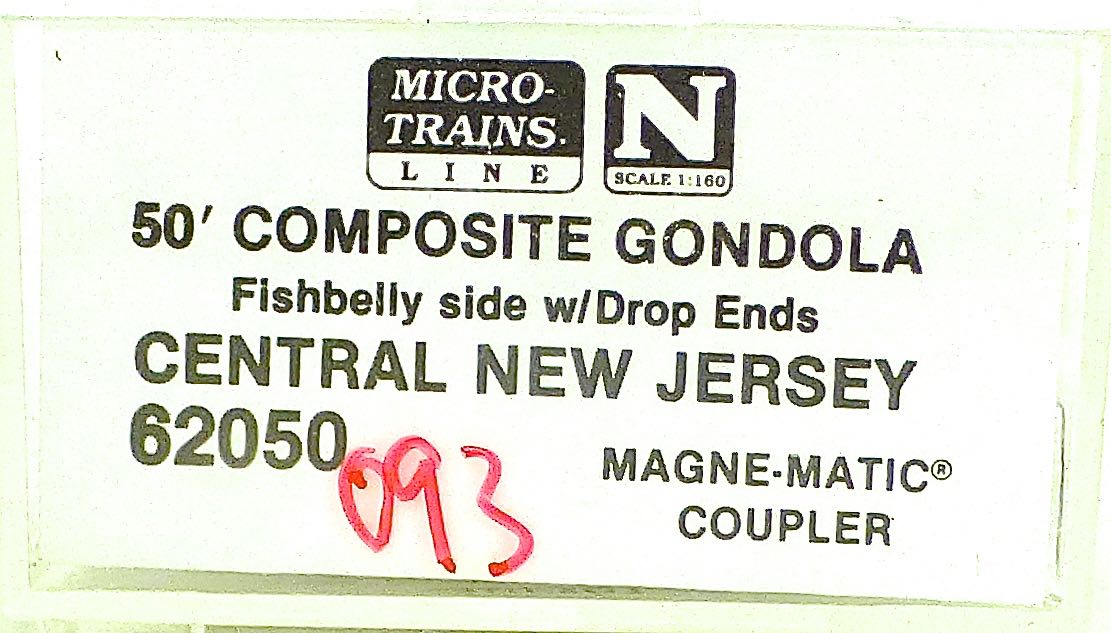 MICRO-
TRAINS.
LINE
N
SCALE 1:160
50' COMPOSITE GONDOLA
Fishbelly side w/Drop Ends
CENTRAL NEW JERSEY
62050
093
MAGNE-MATIC®
COUPLER